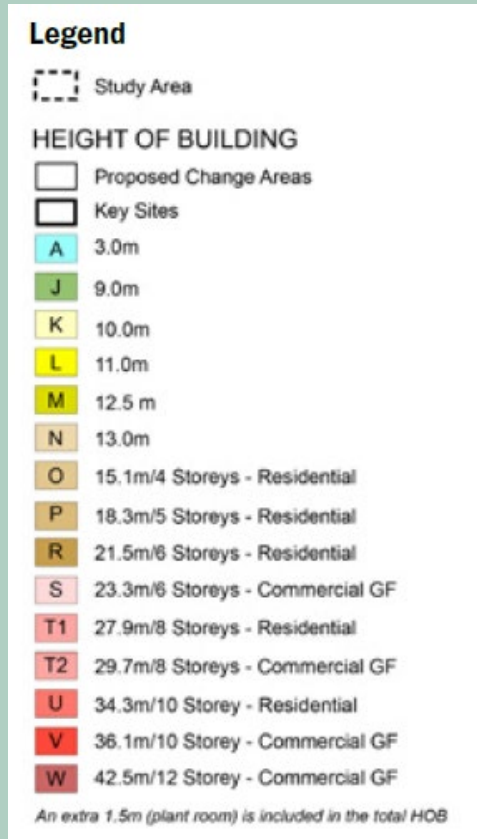 Legend
Study Area
HEIGHT OF BUILDING
Proposed Change Areas
Key Sites
A 3.0m
J 9.0m
K 10.0m
L 11.0m
M 12.5 m
N 13.0m
O 15.1m/4 Storeys - Residential
P 18.3m/5 Storeys - Residential
R 21.5m/6 Storeys - Residential
S 23.3m/6 Storeys - Commercial GF
T1 27.9m/8 Storeys - Residential
T2 29.7m/8 Storeys - Commercial GF
U 34.3m/10 Storey - Residential
V 36.1m/10 Storey - Commercial GF
W 42.5m/12 Storey - Commercial GF
An extra 1.5m (plant room) is included in the total HOB